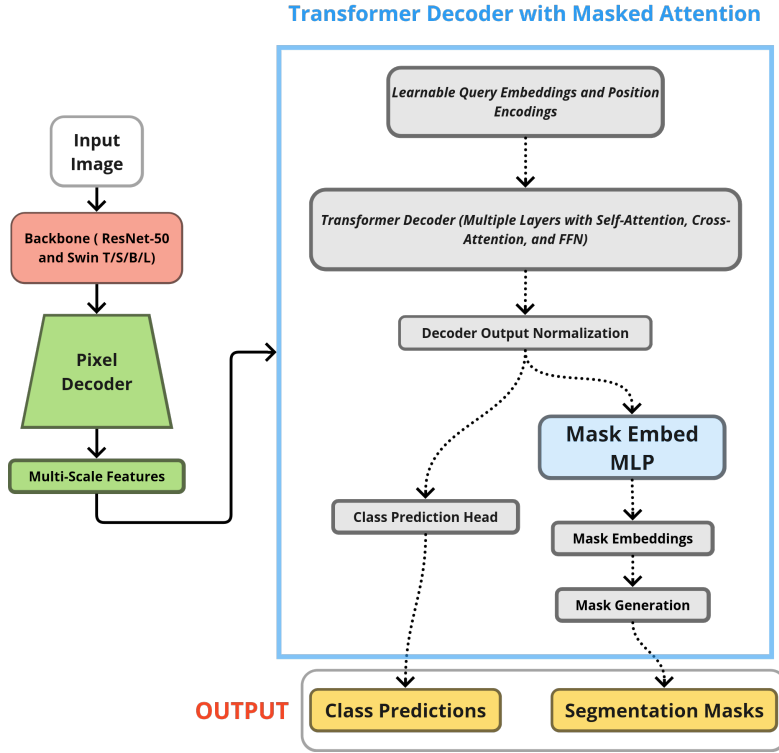 Transformer Decoder with Masked Attention
Learnable Query Embeddings and Position
Encodings
Input
Image
Transformer Decoder (Multiple Layers with Self-Attention, Cross-
Attention, and FFN)
Backbone ( ResNet-50
and Swin T/S/B/L)
Decoder Output Normalization
Pixel
Decoder
Mask Embed
MLP
Multi-Scale Features
Class Prediction Head
Mask Embeddings
Mask Generation
OUTPUT
Class Predictions
Segmentation Masks